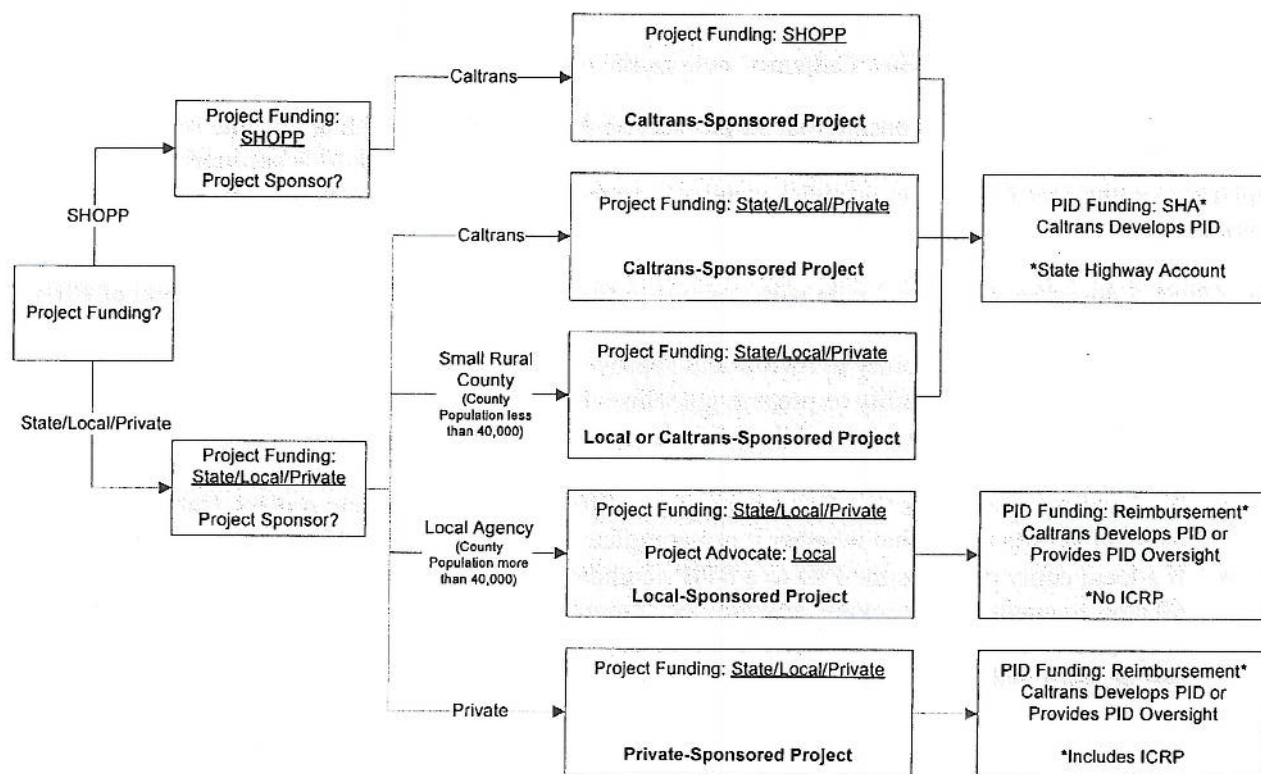 Project Funding?
SHOPP
State/Local/Private
Project Funding:
SHOPP
Project Sponsor?
Project Funding:
State/Local/Private
Project Sponsor?
Caltrans
Caltrans
Small Rural
County
(County
Population less
than 40,000)
Local Agency
(County
Population more
than 40,000)
Private
Project Funding: SHOPP
Caltrans-Sponsored Project
Project Funding: State/Local/Private
Caltrans-Sponsored Project
Project Funding: State/Local/Private
Local or Caltrans-Sponsored Project
Project Funding: State/Local/Private
Project Advocate: Local
Local-Sponsored Project
Project Funding: State/Local/Private
Private-Sponsored Project
PID Funding: SHA*
Caltrans Develops PID
*State Highway Account
PID Funding: Reimbursement*
Caltrans Develops PID or
Provides PID Oversight
*No ICRP
PID Funding: Reimbursement*
Caltrans Develops PID or
Provides PID Oversight
*Includes ICRP